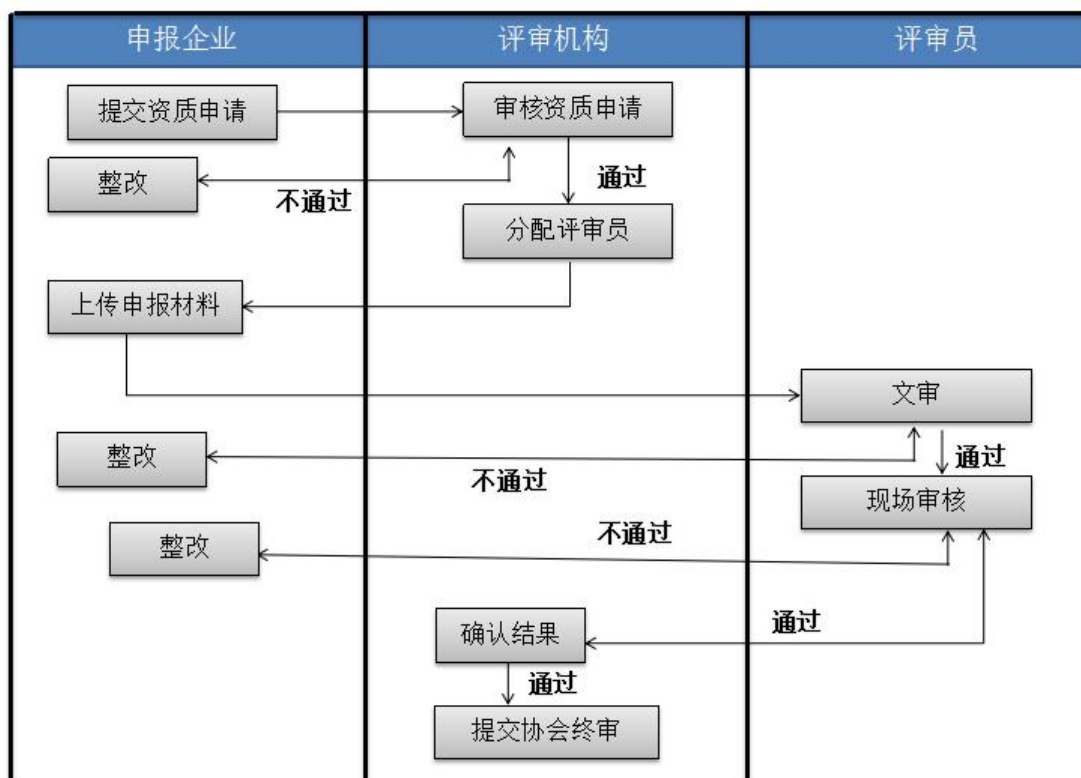 申报企业
评审机构
评审员
提交资质申请
审核资质申请
整改
不通过
通过
分配评审员
上传申报材料
文审
整改
不通过
通过
现场审核
整改
不通过
确认结果
通过
通过
提交协会终审